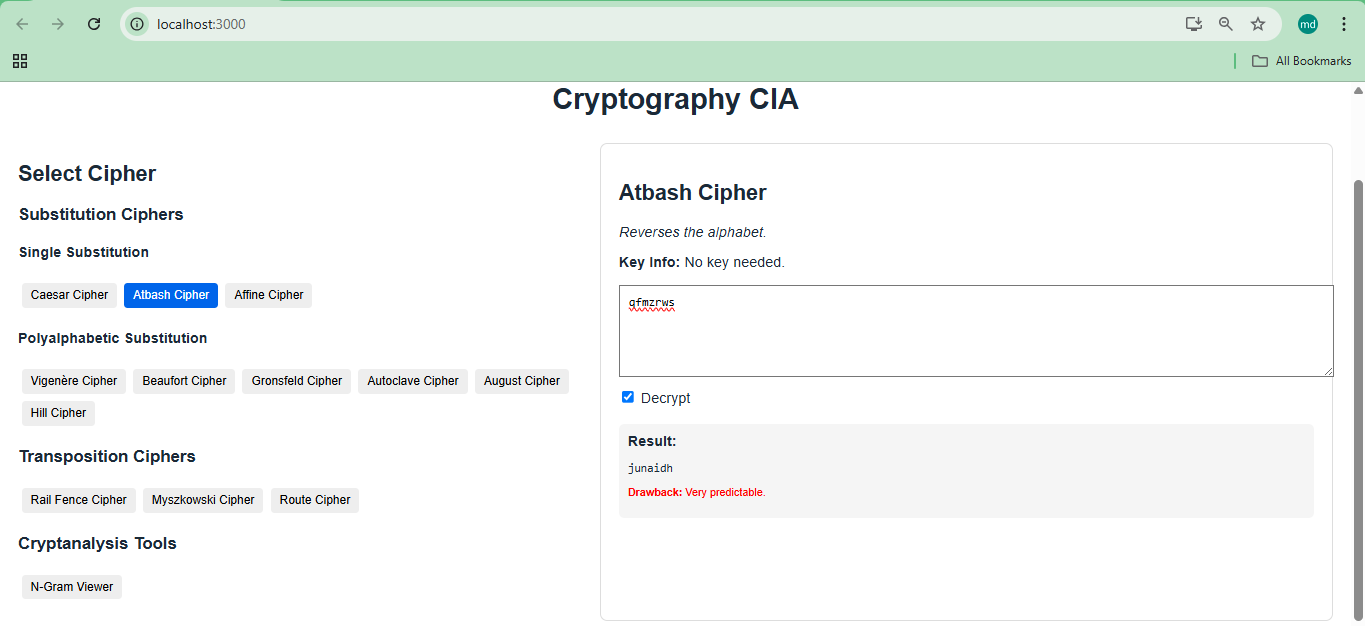 localhost:3000
md
All Bookmarks
Cryptography CIA
Select Cipher
Substitution Ciphers
Single Substitution
Caesar Cipher Atbash Cipher Affine Cipher
Polyalphabetic Substitution
Vigenère Cipher Beaufort Cipher Gronsfeld Cipher Autoclave Cipher August Cipher
Hill Cipher
Transposition Ciphers
Rail Fence Cipher Myszkowski Cipher Route Cipher
Cryptanalysis Tools
N-Gram Viewer
Atbash Cipher
Reverses the alphabet.
Key Info: No key needed.
qfmzrws
Decrypt
Result:
junaidh
Drawback: Very predictable.